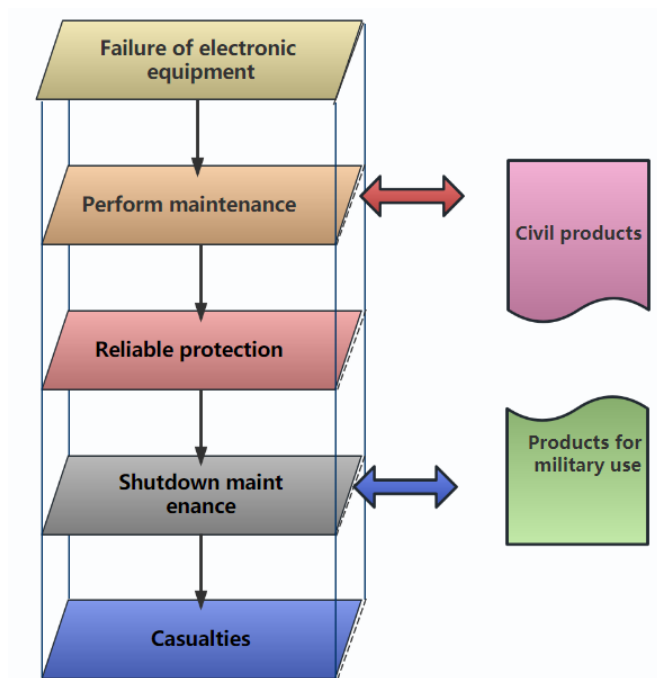 Failure of electronic
equipment
Perform maintenance
Civil products
Reliable protection
Products for
military use
Shutdown maint
enance
Casualties